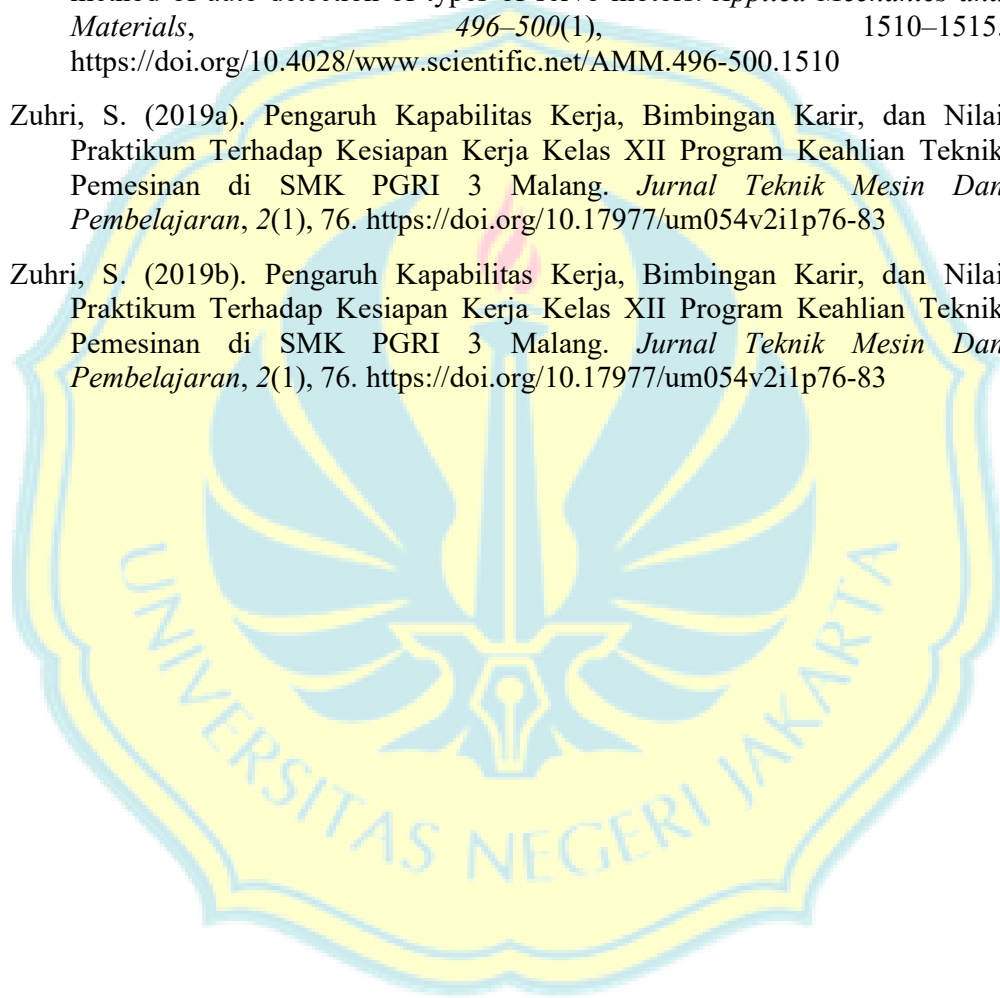 method of auto detection of types of servo motors. Applied Mechanics and
Materials, 496–500(1), 1510–1515.
https://doi.org/10.4028/www.scientific.net/AMM.496-500.1510
Zuhri, S. (2019a). Pengaruh Kapabilitas Kerja, Bimbingan Karir, dan Nilai
Praktikum Terhadap Kesiapan Kerja Kelas XII Program Keahlian Teknik
Pemesinan di SMK PGRI 3 Malang. Jurnal Teknik Mesin Dan
Pembelajaran, 2(1), 76. https://doi.org/10.17977/um054v2i1p76-83
Zuhri, S. (2019b). Pengaruh Kapabilitas Kerja, Bimbingan Karir, dan Nilai
Praktikum Terhadap Kesiapan Kerja Kelas XII Program Keahlian Teknik
Pemesinan di SMK PGRI 3 Malang. Jurnal Teknik Mesin Dan
Pembelajaran, 2(1), 76. https://doi.org/10.17977/um054v2i1p76-83
UNIVERSITAS NEGERI JAKARTA